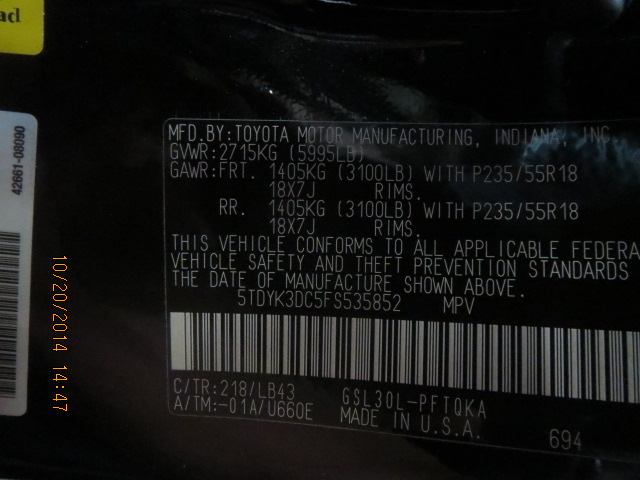 MFD.BY:TOYOTA MOTOR MANUFACTURING, INDIANA, INC.
GVWR:2715KG (5995LB)
GAWR:FRT. 1405KG (3100LB) WITH P235/55R18
18X7J RIMS.
RR. 1405KG (3100LB) WITH P235/55R18
18X7J RIMS.
THIS VEHICLE CONFORMS TO ALL APPLICABLE FEDERA
VEHICLE SAFETY AND THEFT PREVENTION STANDARDS
THE DATE OF MANUFACTURE SHOWN ABOVE.
5TDYK3DC5FS535852 MPV
C/TR:218/LB43 GSL30L-PFTQKA
A/TM:-01A/U660E MADE IN U.S.A.
694
42661-08090
10/20/2014 14:47